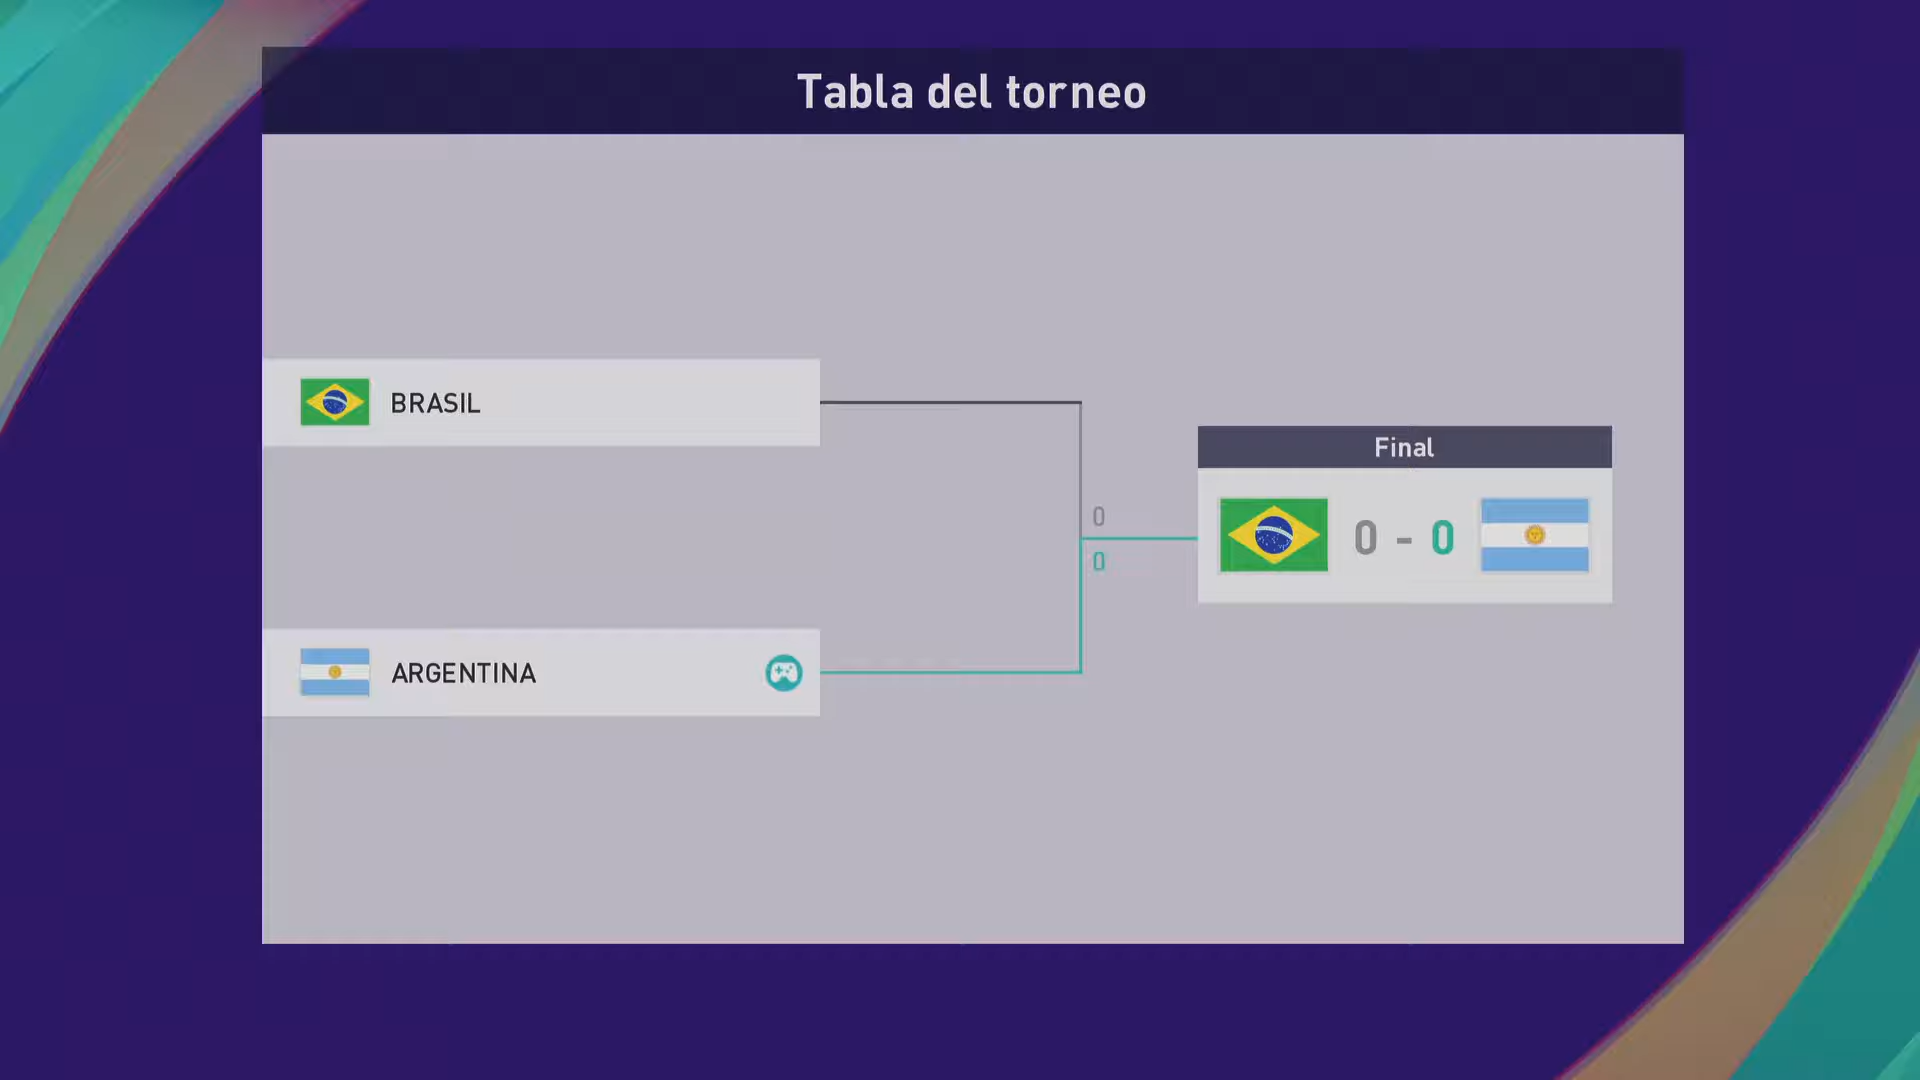 Tabla del torneo
BRASIL
ARGENTINA
0
0
Final
0 - 0